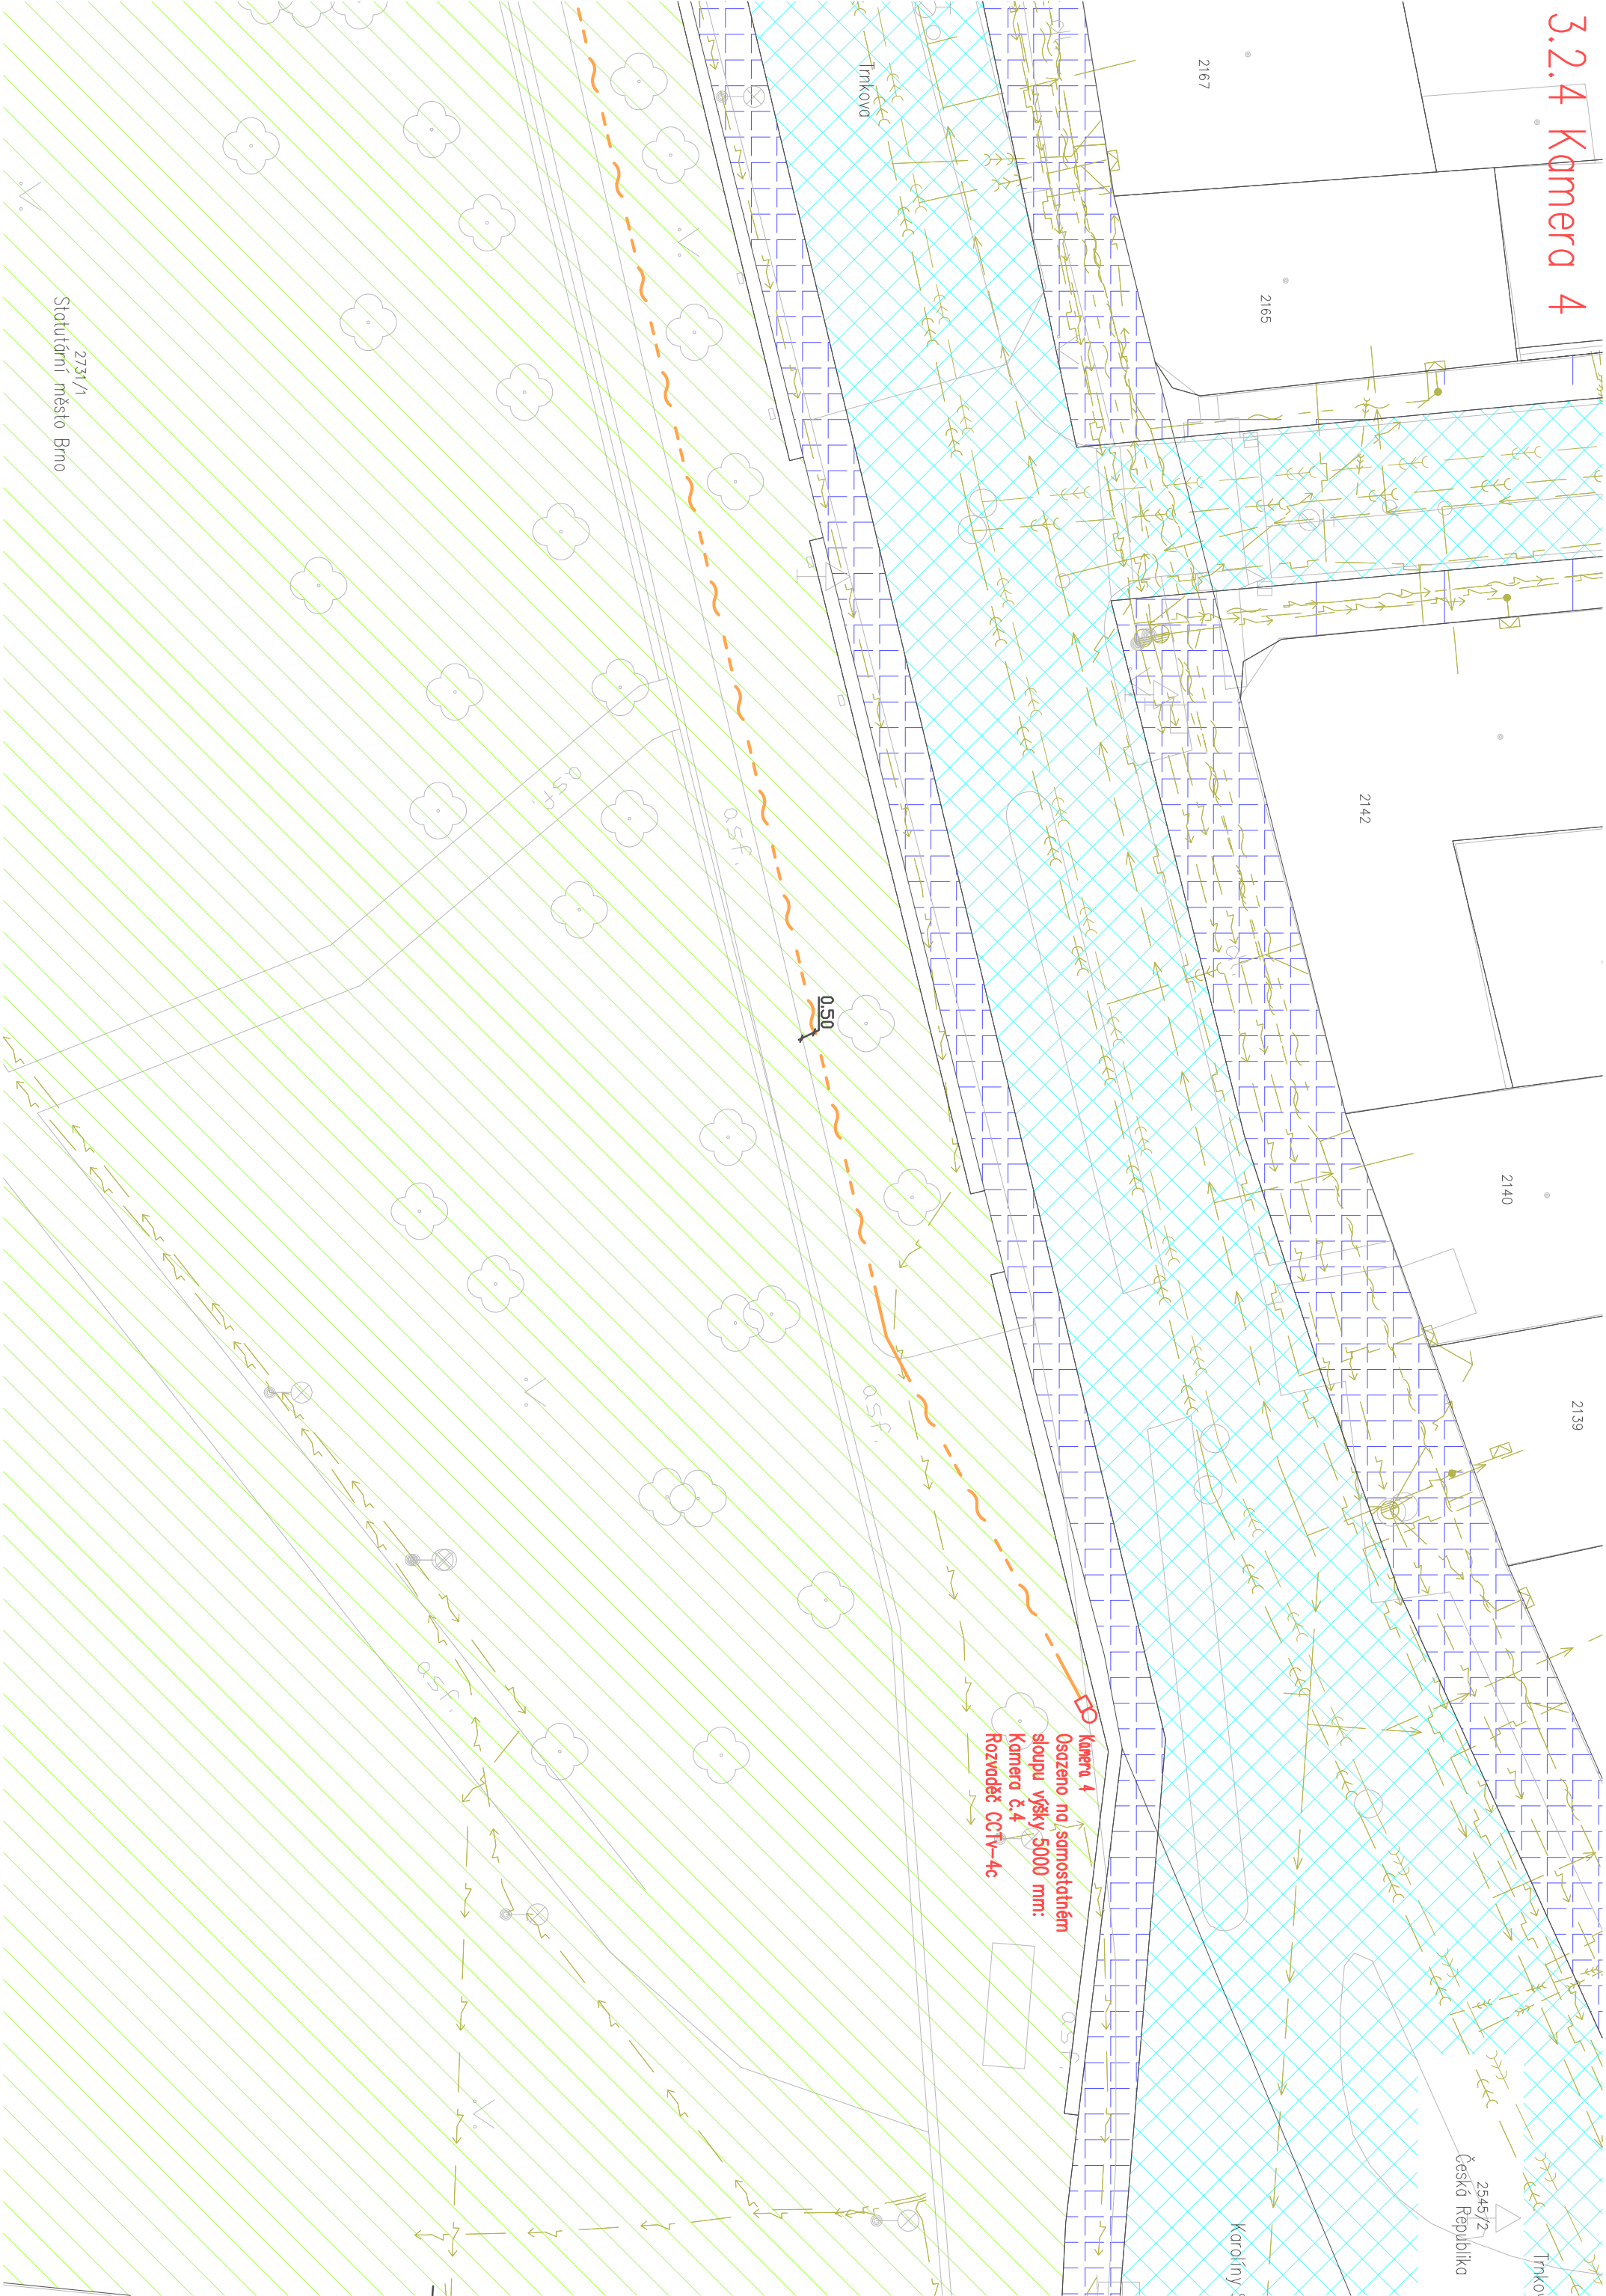 3.2.4 Kamera 4
2167
Trnkova
2165
2731/1
Statutární město Brno
2142
0.50
2140
2139
Kamera 4
Osazeno na samostatném
sloupu výšky 5000 mm:
Kamera č.4
Rozvaděč CCTV-4c
2545/2
Česká Republika
Karolíny